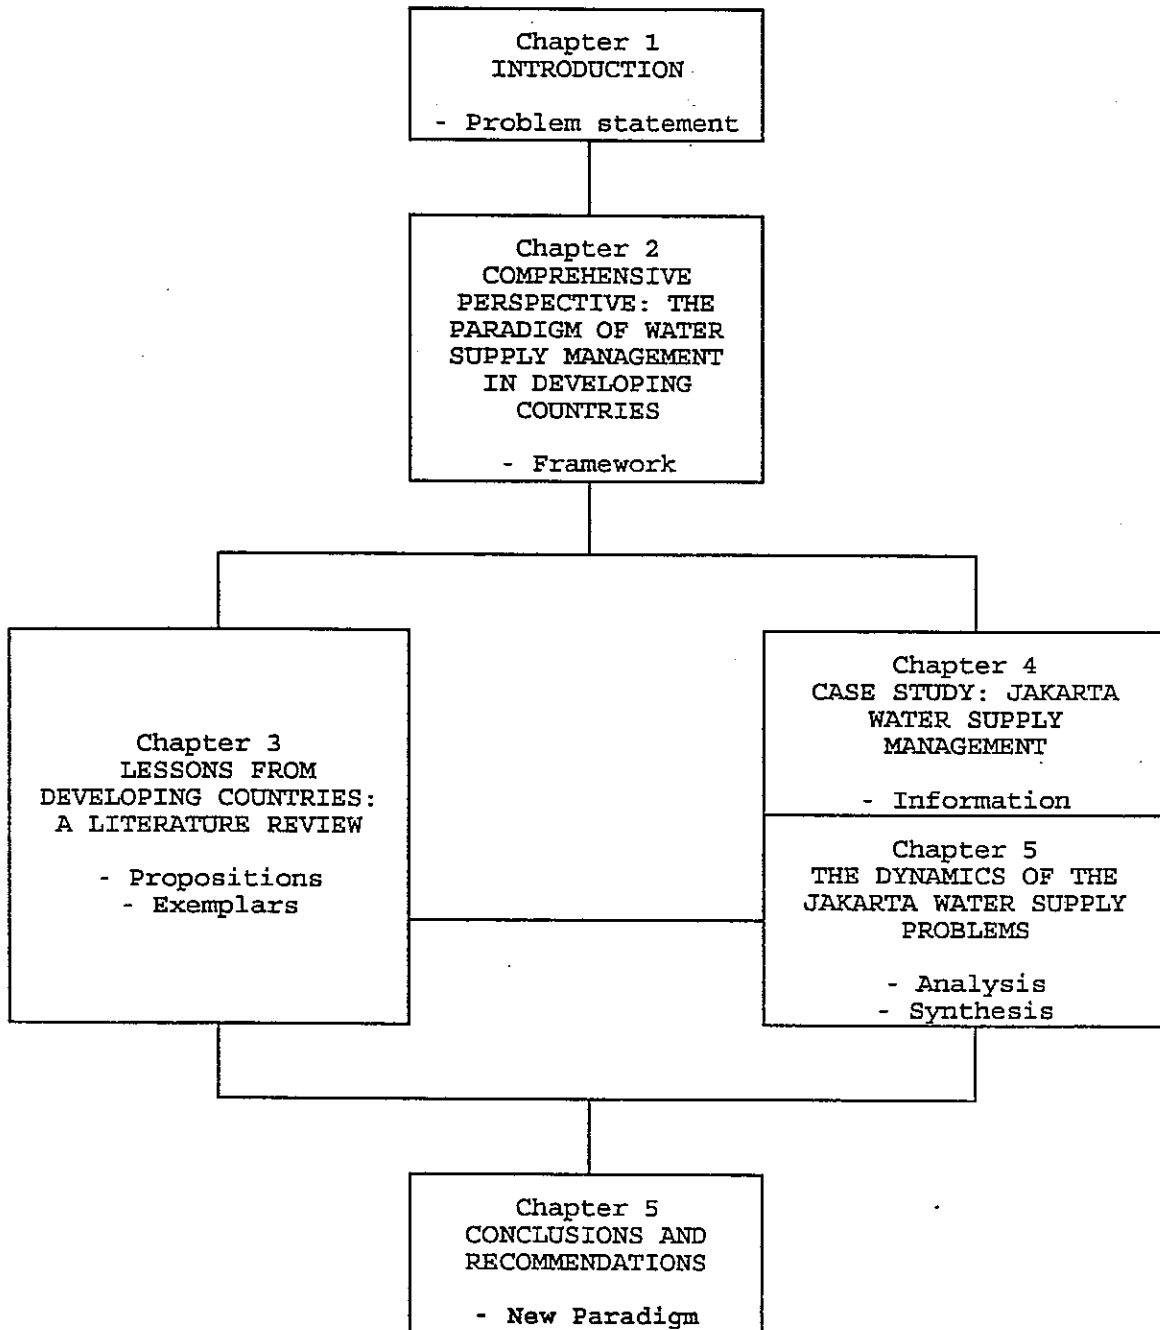 Chapter 1
INTRODUCTION
- Problem statement
Chapter 2
COMPREHENSIVE
PERSPECTIVE: THE
PARADIGM OF WATER
SUPPLY MANAGEMENT
IN DEVELOPING
COUNTRIES
- Framework
Chapter 3
LESSONS FROM
DEVELOPING COUNTRIES:
A LITERATURE REVIEW
- Propositions
- Exemplars
Chapter 4
CASE STUDY: JAKARTA
WATER SUPPLY
MANAGEMENT
- Information
Chapter 5
THE DYNAMICS OF THE
JAKARTA WATER SUPPLY
PROBLEMS
- Analysis
- Synthesis
Chapter 5
CONCLUSIONS AND
RECOMMENDATIONS
- New Paradigm